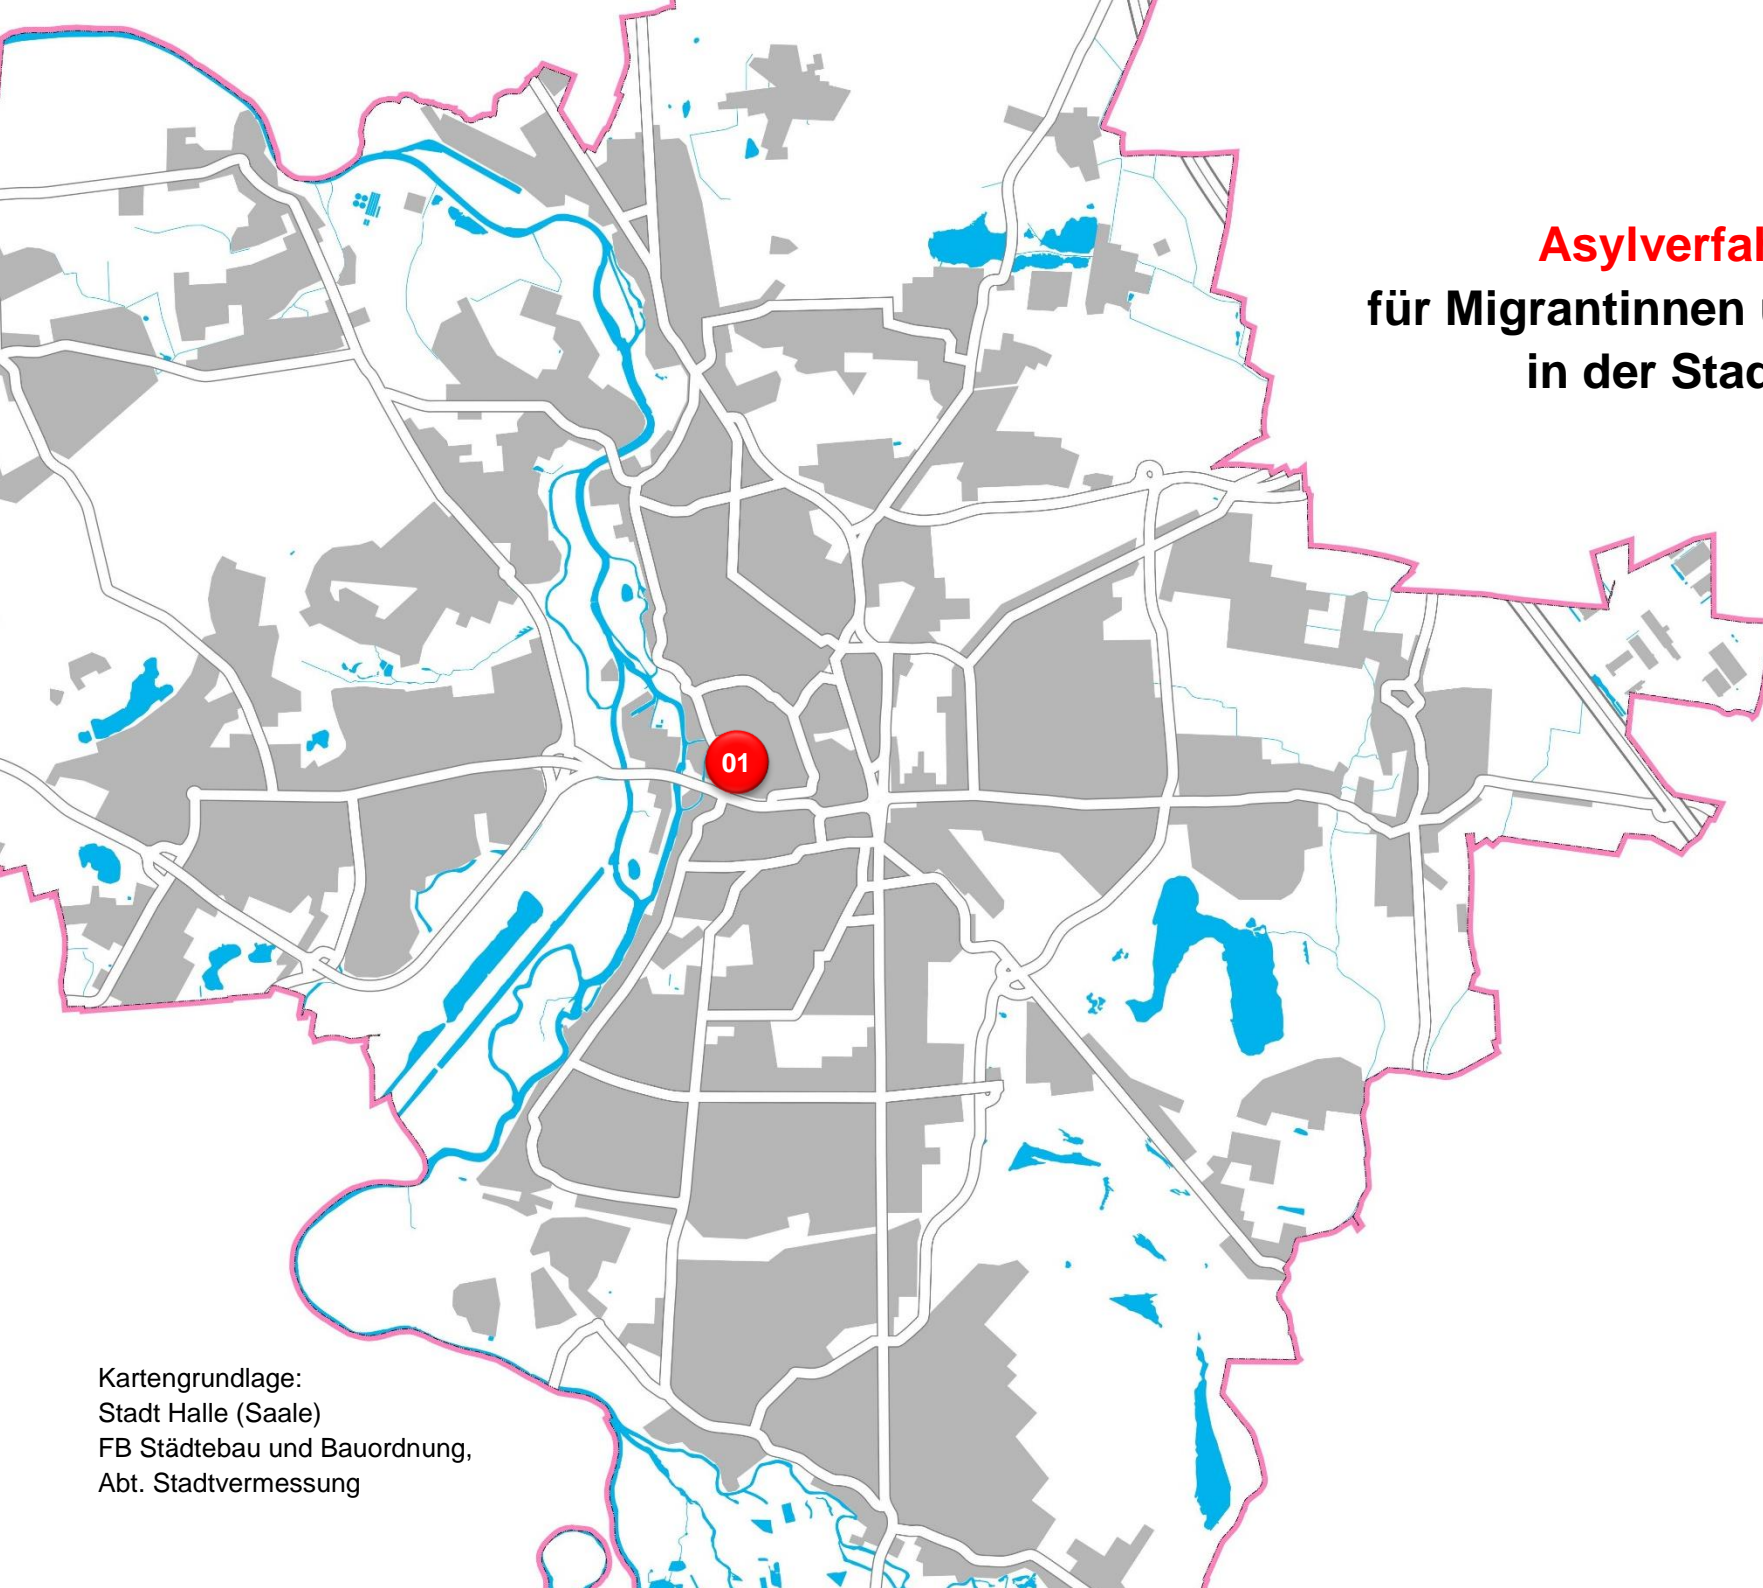 Asylverfal
für Migrantinnen u
in der Stad
01
Kartengrundlage:
Stadt Halle (Saale)
FB Städtebau und Bauordnung,
Abt. Stadtvermessung